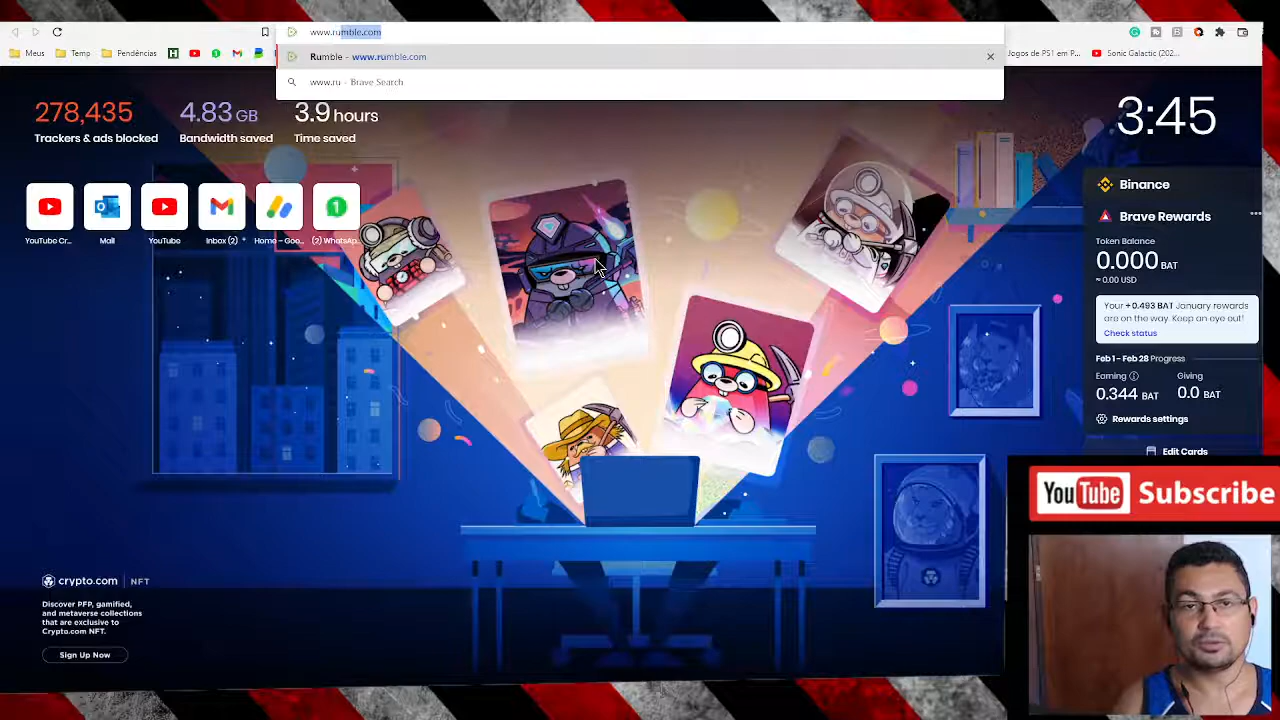 www.rumble.com
Rumble - www.rumble.com
www.ru - Brave Search
Meus
Temp
Pendências
Jogos de PS1 em P...
Sonic Galactic (202...
278,435
Trackers & ads blocked
4.83 GB
Bandwidth saved
3.9 hours
Time saved
3:45
YouTube Cr...
Mail
YouTube
Inbox (2)
Home – Goo...
(2) WhatsAp...
Binance
Brave Rewards
Token Balance
0.000 BAT
≈ 0.00 USD
Your +0.493 BAT January rewards
are on the way. Keep an eye out!
Check status
Feb 1 - Feb 28 Progress
Earning
Giving
0.344 BAT
0.0 BAT
Rewards settings
Edit Cards
YouTube Subscribe
crypto.com | NFT
Discover PFP, gamified,
and metaverse collections
that are exclusive to
Crypto.com NFT.
Sign Up Now